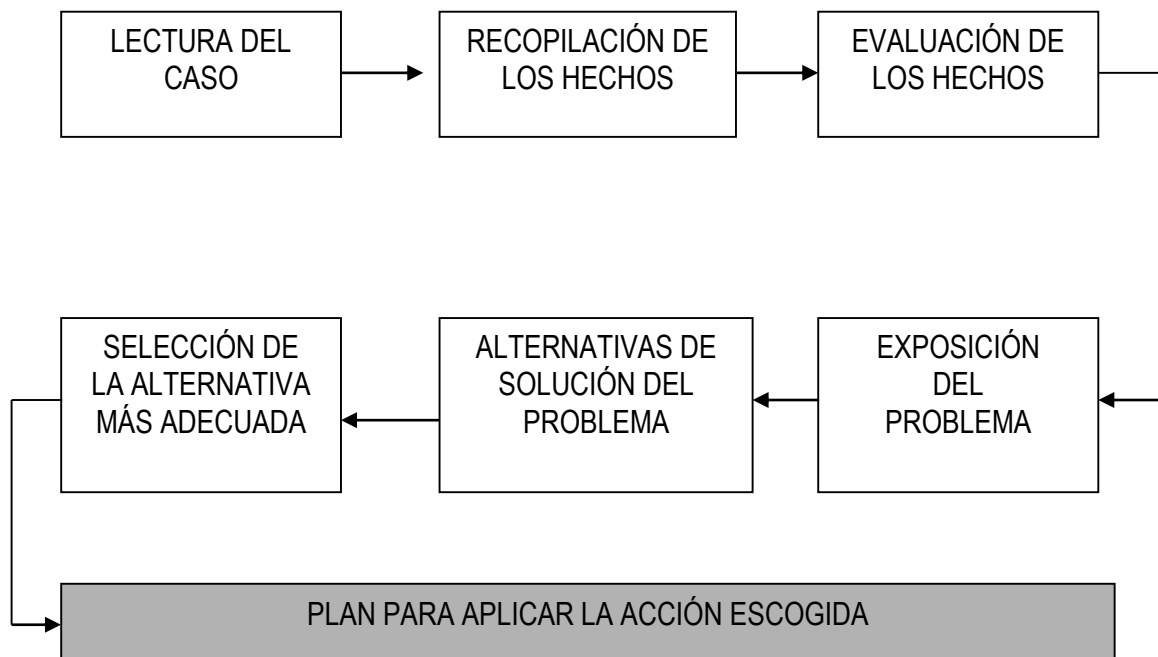 LECTURA DEL
CASO
RECOPILACIÓN DE
LOS HECHOS
EVALUACIÓN DE
LOS HECHOS
EXPOSICIÓN
DEL
PROBLEMA
ALTERNATIVAS DE
SOLUCIÓN DEL
PROBLEMA
SELECCIÓN DE
LA ALTERNATIVA
MÁS ADECUADA
PLAN PARA APLICAR LA ACCIÓN ESCOGIDA